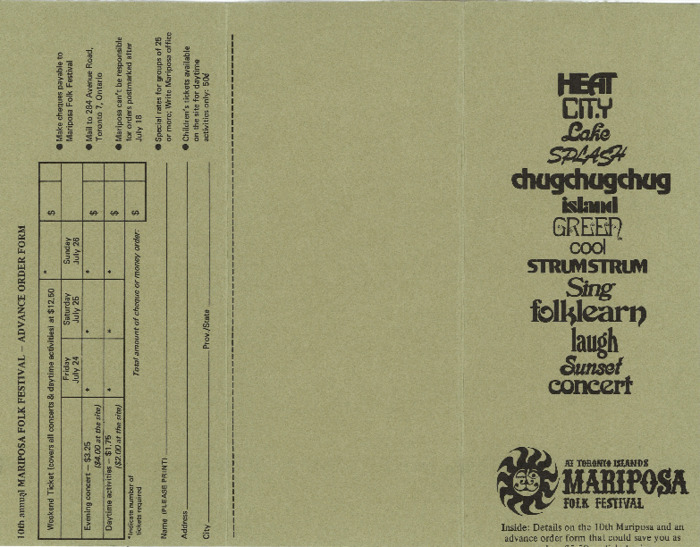 10th annual MARIPOSA FOLK FESTIVAL — ADVANCE ORDER FORM
Weekend Ticket (covers all concerts & daytime activities) at $12.50
*
$
Friday
July 24
Saturday
July 25
Sunday
July 26
Evening concert — $3.25
($4.00 at the site)
*
*
*
$
Daytime activities — $1.75
($2.00 at the site)
*
*
*
$
*Indicate number of
tickets required
Total amount of cheque or money order:
$
Name (PLEASE PRINT)
Address
City
Prov./State
● Make cheques payable to
Mariposa Folk Festival
● Mail to 284 Avenue Road,
Toronto 7, Ontario
● Mariposa can't be responsible
for orders postmarked after
July 18
● Special rates for groups of 25
or more; Write Mariposa office
● Children's tickets available
on the site for daytime
activities only: 50¢
HEAT
CITY
Lake
SPLASH
chugchugchug
island
GREEN
cool
STRUMSTRUM
Sing
folklearn
laugh
Sunset
concert
AT TORONTO ISLANDS
MARIPOSA
FOLK FESTIVAL
Inside: Details on the 10th Mariposa and an
advance order form that could save you as